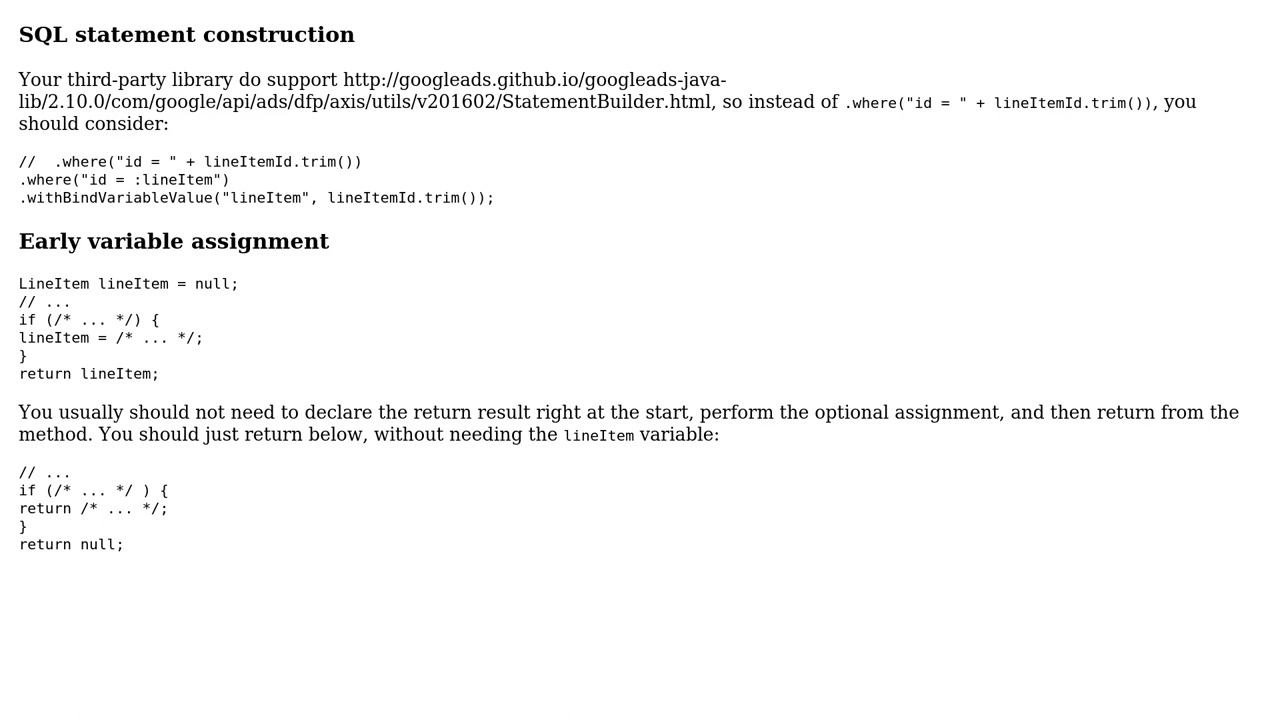 SQL statement construction
Your third-party library do support http://googleads.github.io/googleads-java-
lib/2.10.0/com/google/api/ads/dfp/axis/utils/v201602/StatementBuilder.html, so instead of .where("id = " + lineItemId.trim()), you
should consider:
//  .where("id = " + lineItemId.trim())
.where("id = :lineItem")
.withBindVariableValue("lineItem", lineItemId.trim());
Early variable assignment
LineItem lineItem = null;
// ...
if (/* ... */) {
lineItem = /* ... */;
}
return lineItem;
You usually should not need to declare the return result right at the start, perform the optional assignment, and then return from the
method. You should just return below, without needing the lineItem variable:
// ...
if (/* ... */ ) {
return /* ... */;
}
return null;